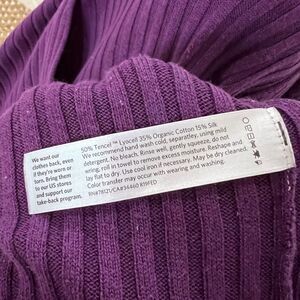 We want our
clothes back, even
if they're worn or
torn. Bring them
to our US stores
and support our
take-back program.
50% Tencel™ Lyocell 35% Organic Cotton 15% Silk
We recommend hand wash cold, separately, using mild
detergent. No bleach. Rinse well, gently squeeze, do not
wring, roll in towel to remove excess moisture. Reshape and
lay flat to dry. Use cool iron if necessary. May be dry cleaned.
Color transfer may occur with wearing and washing.